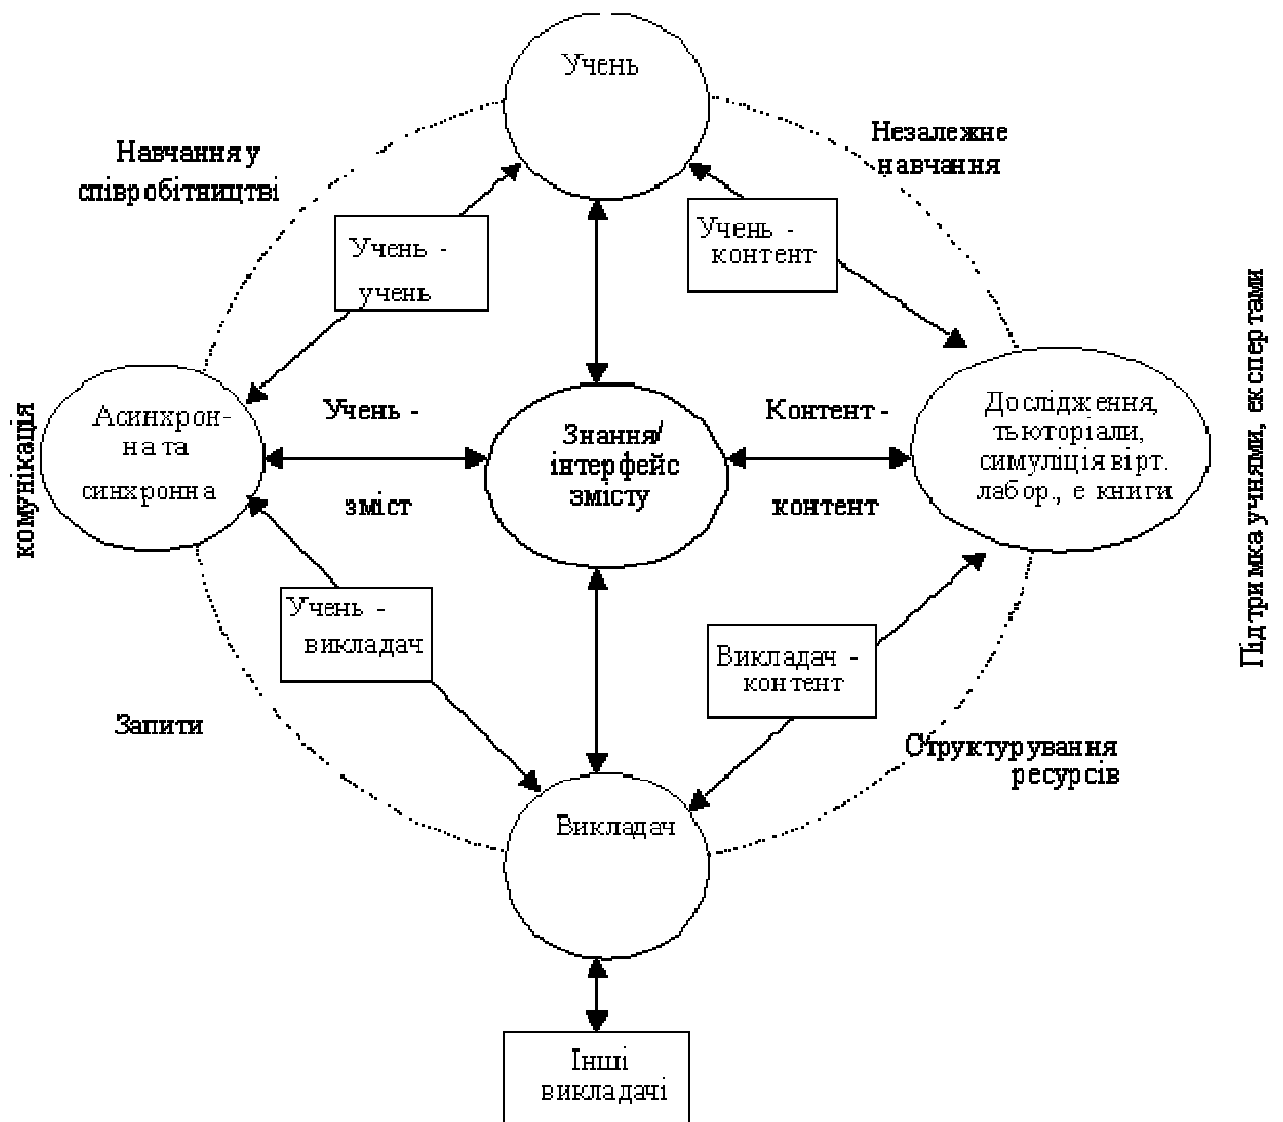 Учень
Навчання у
співробітництві
Незалежне
навчання
Учень -
учень
Учень -
контент
комунікація
Асинхрон-
на та
синхронна
Учень -
зміст
Знання/
інтерфейс
змісту
Контент -
контент
Дослідження,
тьюторіали,
симуліція вірт.
лабор., е книги
Підтримка учнями, експертами
Учень -
викладач
Викладач -
контент
Запити
Структурування
ресурсів
Викладач
Інші
викладачі